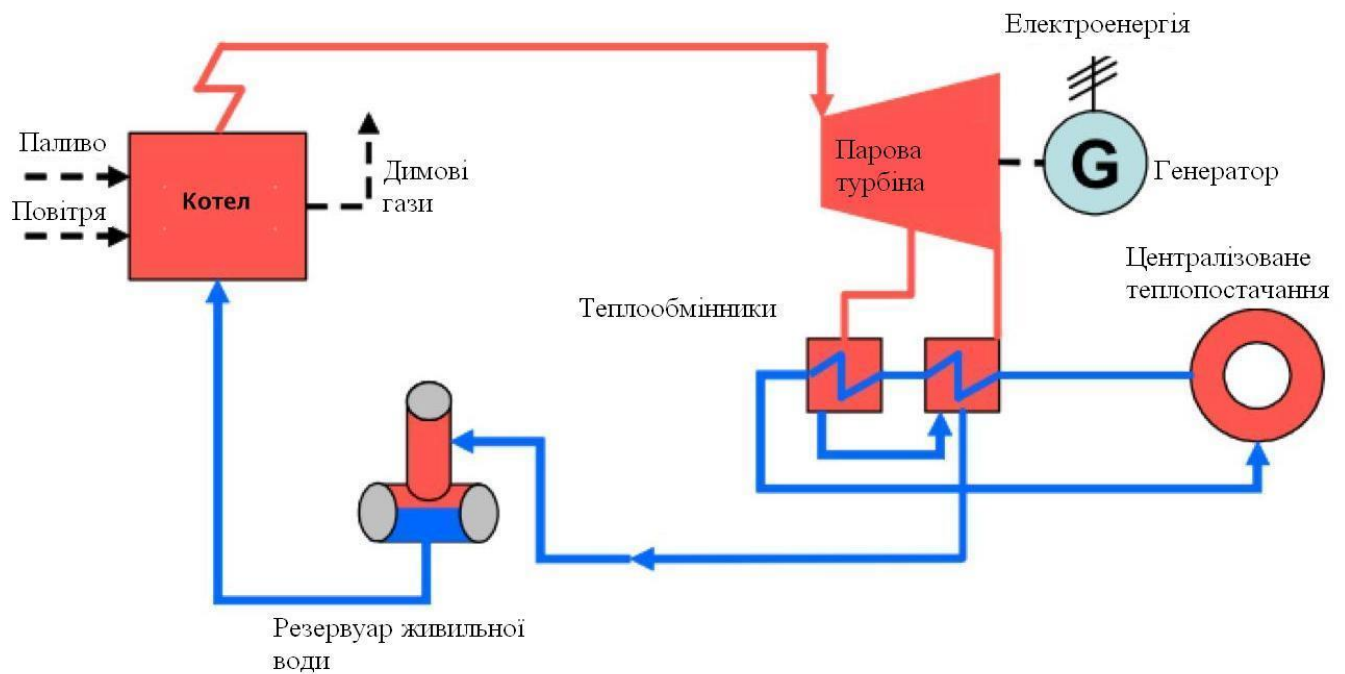 Електроенергія
Паливо
Димові
гази
Котел
Повітря
Парова
турбіна
G
Генератор
Централізоване
теплопостачання
Теплообмінники
Резервуар живильної
води